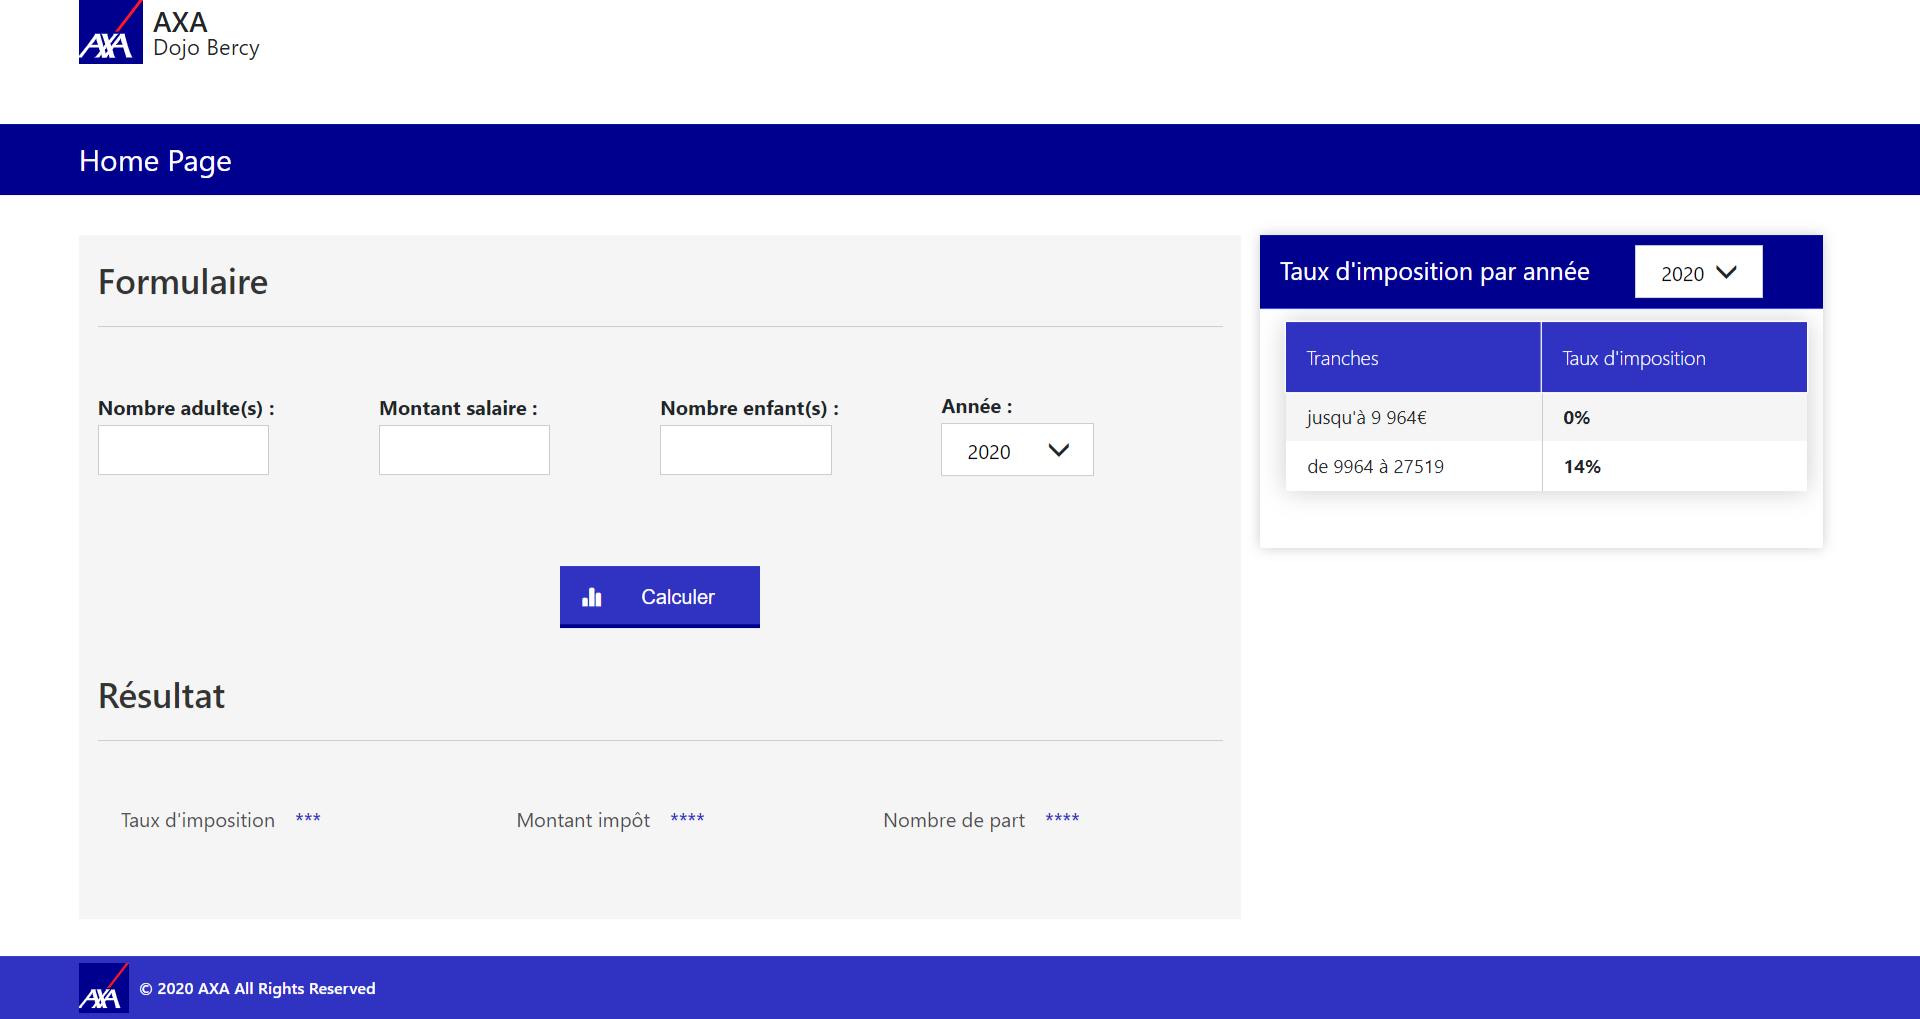 AXA
AXA
Dojo Bercy
Home Page
Formulaire
Nombre adulte(s) :
Montant salaire :
Nombre enfant(s) :
Année :
2020
Calculer
Résultat
Taux d'imposition ***
Montant impôt ****
Nombre de part ****
Taux d'imposition par année
2020
Tranches
Taux d'imposition
jusqu'à 9 964€
0%
de 9964 à 27519
14%
AXA
© 2020 AXA All Rights Reserved